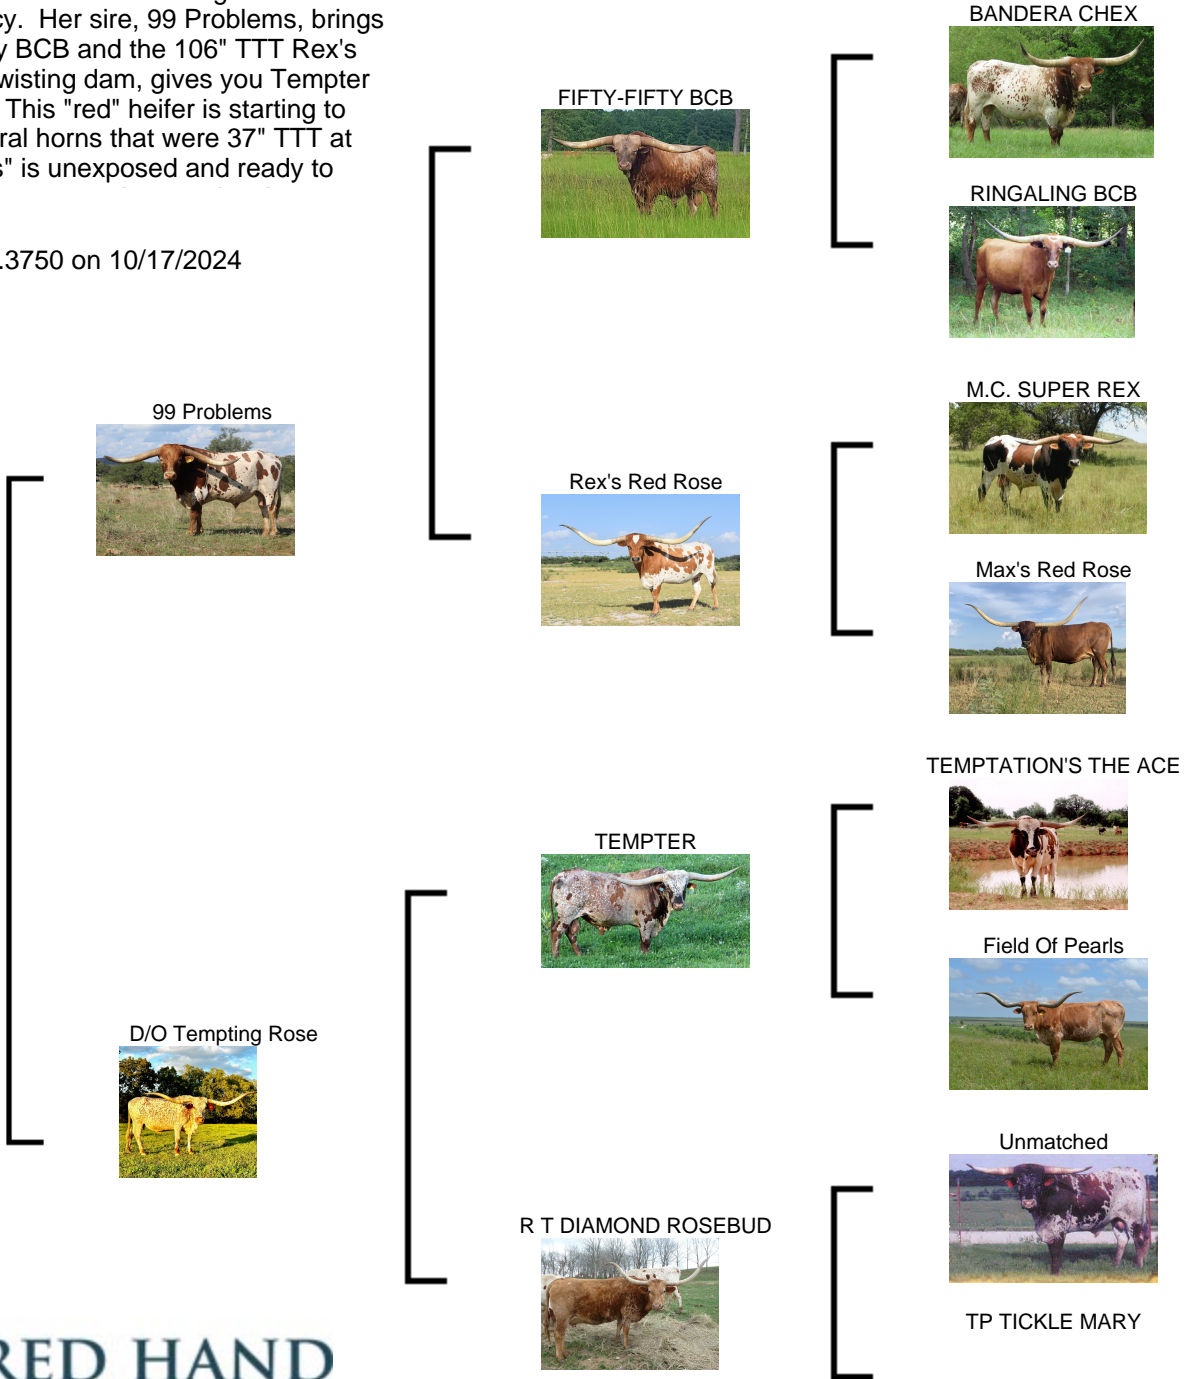 cy. Her sire, 99 Problems, brings
y BCB and the 106" TTT Rex's
wisting dam, gives you Tempter
This "red" heifer is starting to
ral horns that were 37" TTT at
s" is unexposed and ready to
.3750 on 10/17/2024
BANDERA CHEX
FIFTY-FIFTY BCB
RINGALING BCB
99 Problems
M.C. SUPER REX
Rex's Red Rose
Max's Red Rose
TEMPTATION'S THE ACE
TEMPTER
Field Of Pearls
D/O Tempting Rose
Unmatched
R T DIAMOND ROSEBUD
TP TICKLE MARY
RED HAND